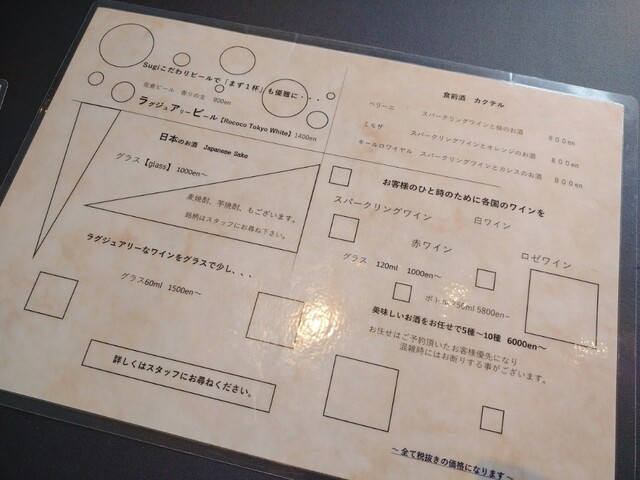 Sugiこだわりビールで「まず１杯」も優雅に・・・
生産ビール 香りの生 900en
ラグジュアリービール【Rococo Tokyo White】1400en
日本のお酒 Japanese Sake
グラス【glass】 1000en～
麦焼酎、芋焼酎、もございます。
銘柄はスタッフにお尋ね下さい。
ラグジュアリーなワインをグラスで少し、、、
グラス60ml 1500en～
詳しくはスタッフにお尋ねください。
食前酒 カクテル
ベリーニ スパークリングワインと桃のお酒 ８００en
ミモザ スパークリングワインとオレンジのお酒 ８００en
キールロワイヤル スパークリングワインとカシスのお酒 ８００en
お客様のひと時のために各国のワインを
スパークリングワイン 白ワイン
赤ワイン ロゼワイン
グラス 120ml 1000en～
ボトル 750ml 5800en~
美味しいお酒をお任せで5種～10種 6000en～
お任せはご予約頂いたお客様優先になり
混雑時にはお断りする事がございます。
～全て税抜きの価格になります～